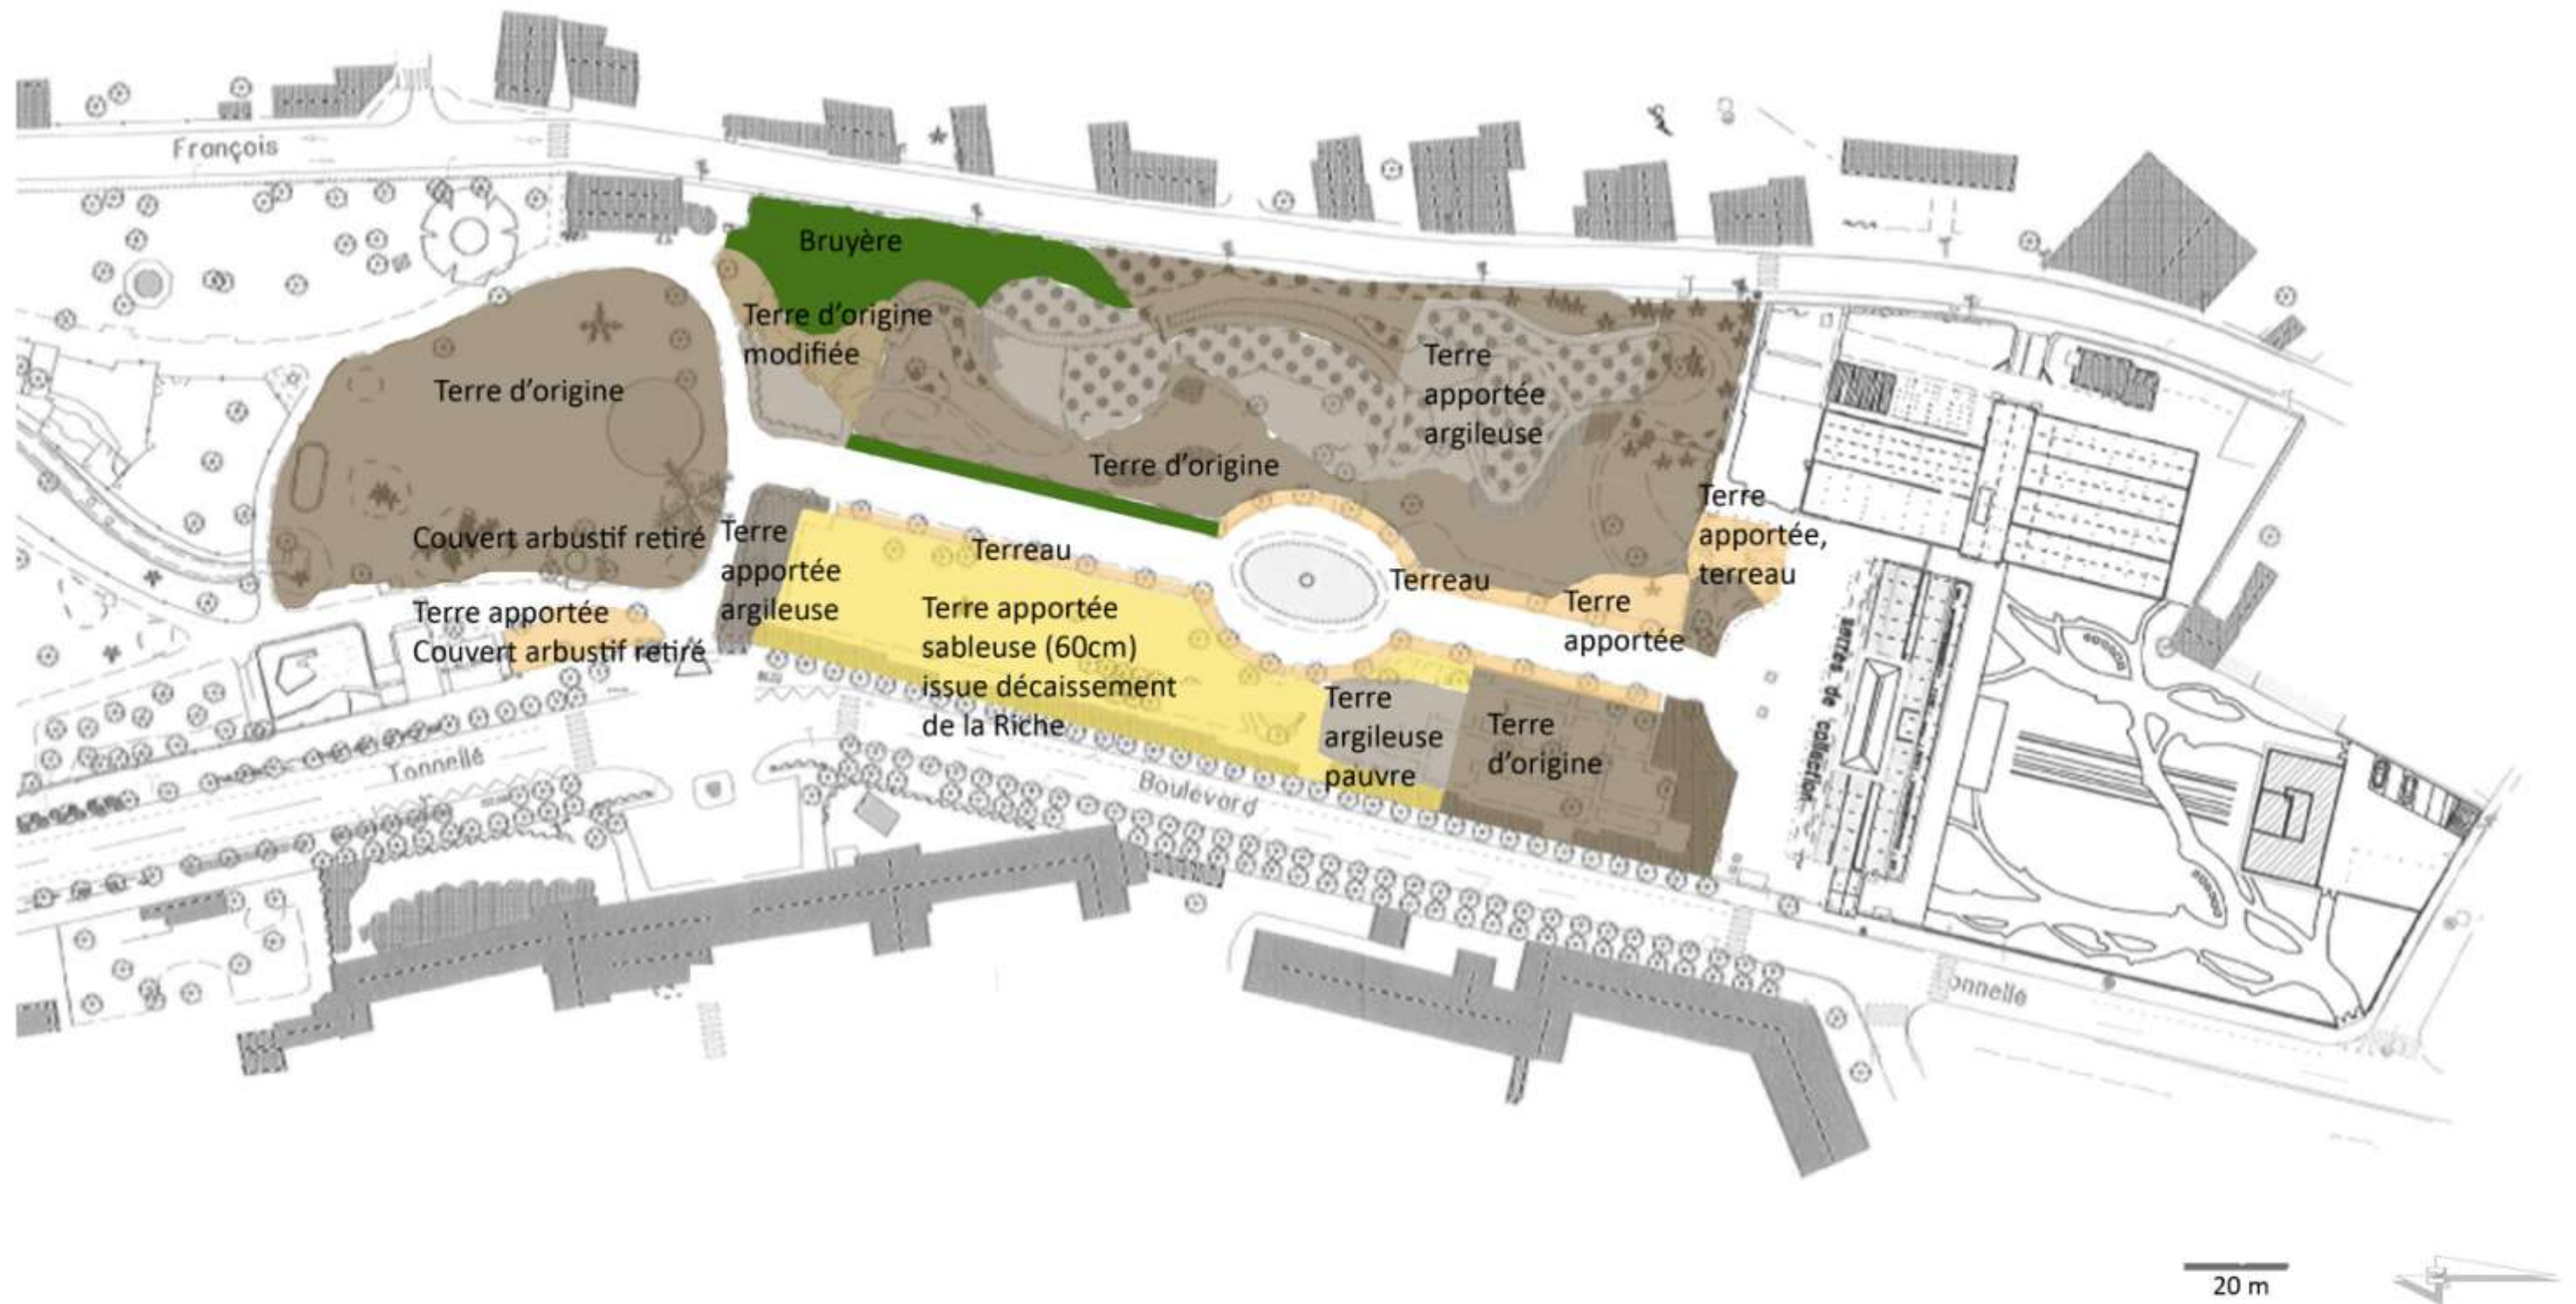 François
Bruyère
Terre d'origine
modifiée
Terre d'origine
Terre
apportée
argileuse
Terre d'origine
Couvert arbustif retiré
Terre
apportée
argileuse
Terreau
Terreau
Terre
apportée,
terreau
Terre apportée
Couvert arbustif retiré
Terre apportée
sableuse (60cm)
issue décaissement
de la Riche
Terre
apportée
Terre
argileuse
pauvre
Terre
d'origine
serres de collection
Tonnellé
Boulevard
onnellé
20 m